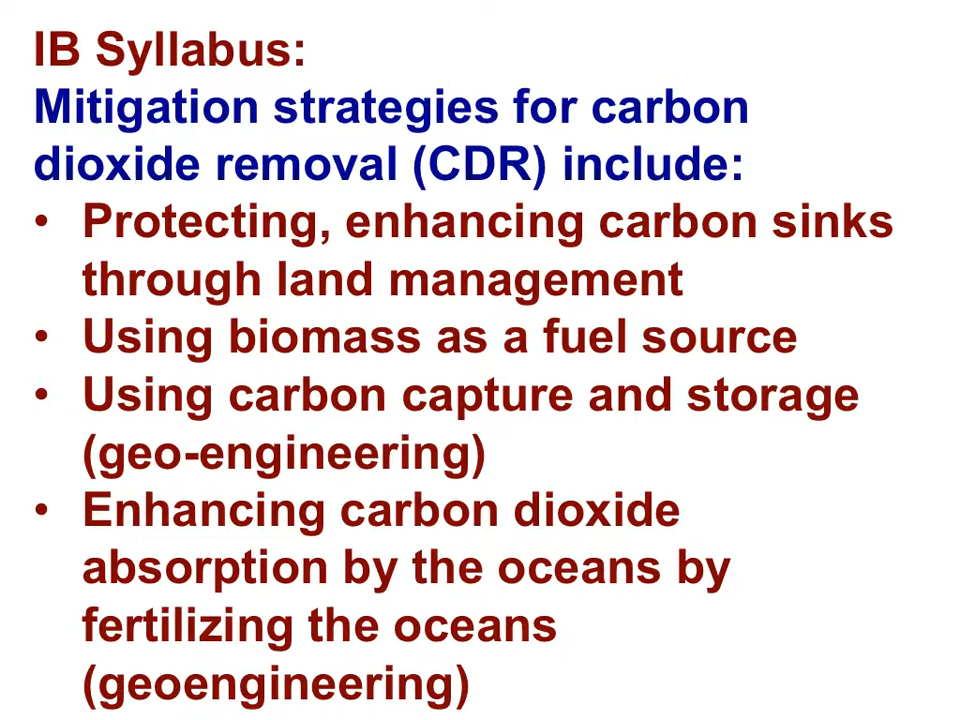 IB Syllabus:
Mitigation strategies for carbon
dioxide removal (CDR) include:
• Protecting, enhancing carbon sinks
through land management
• Using biomass as a fuel source
• Using carbon capture and storage
(geo-engineering)
• Enhancing carbon dioxide
absorption by the oceans by
fertilizing the oceans
(geoengineering)